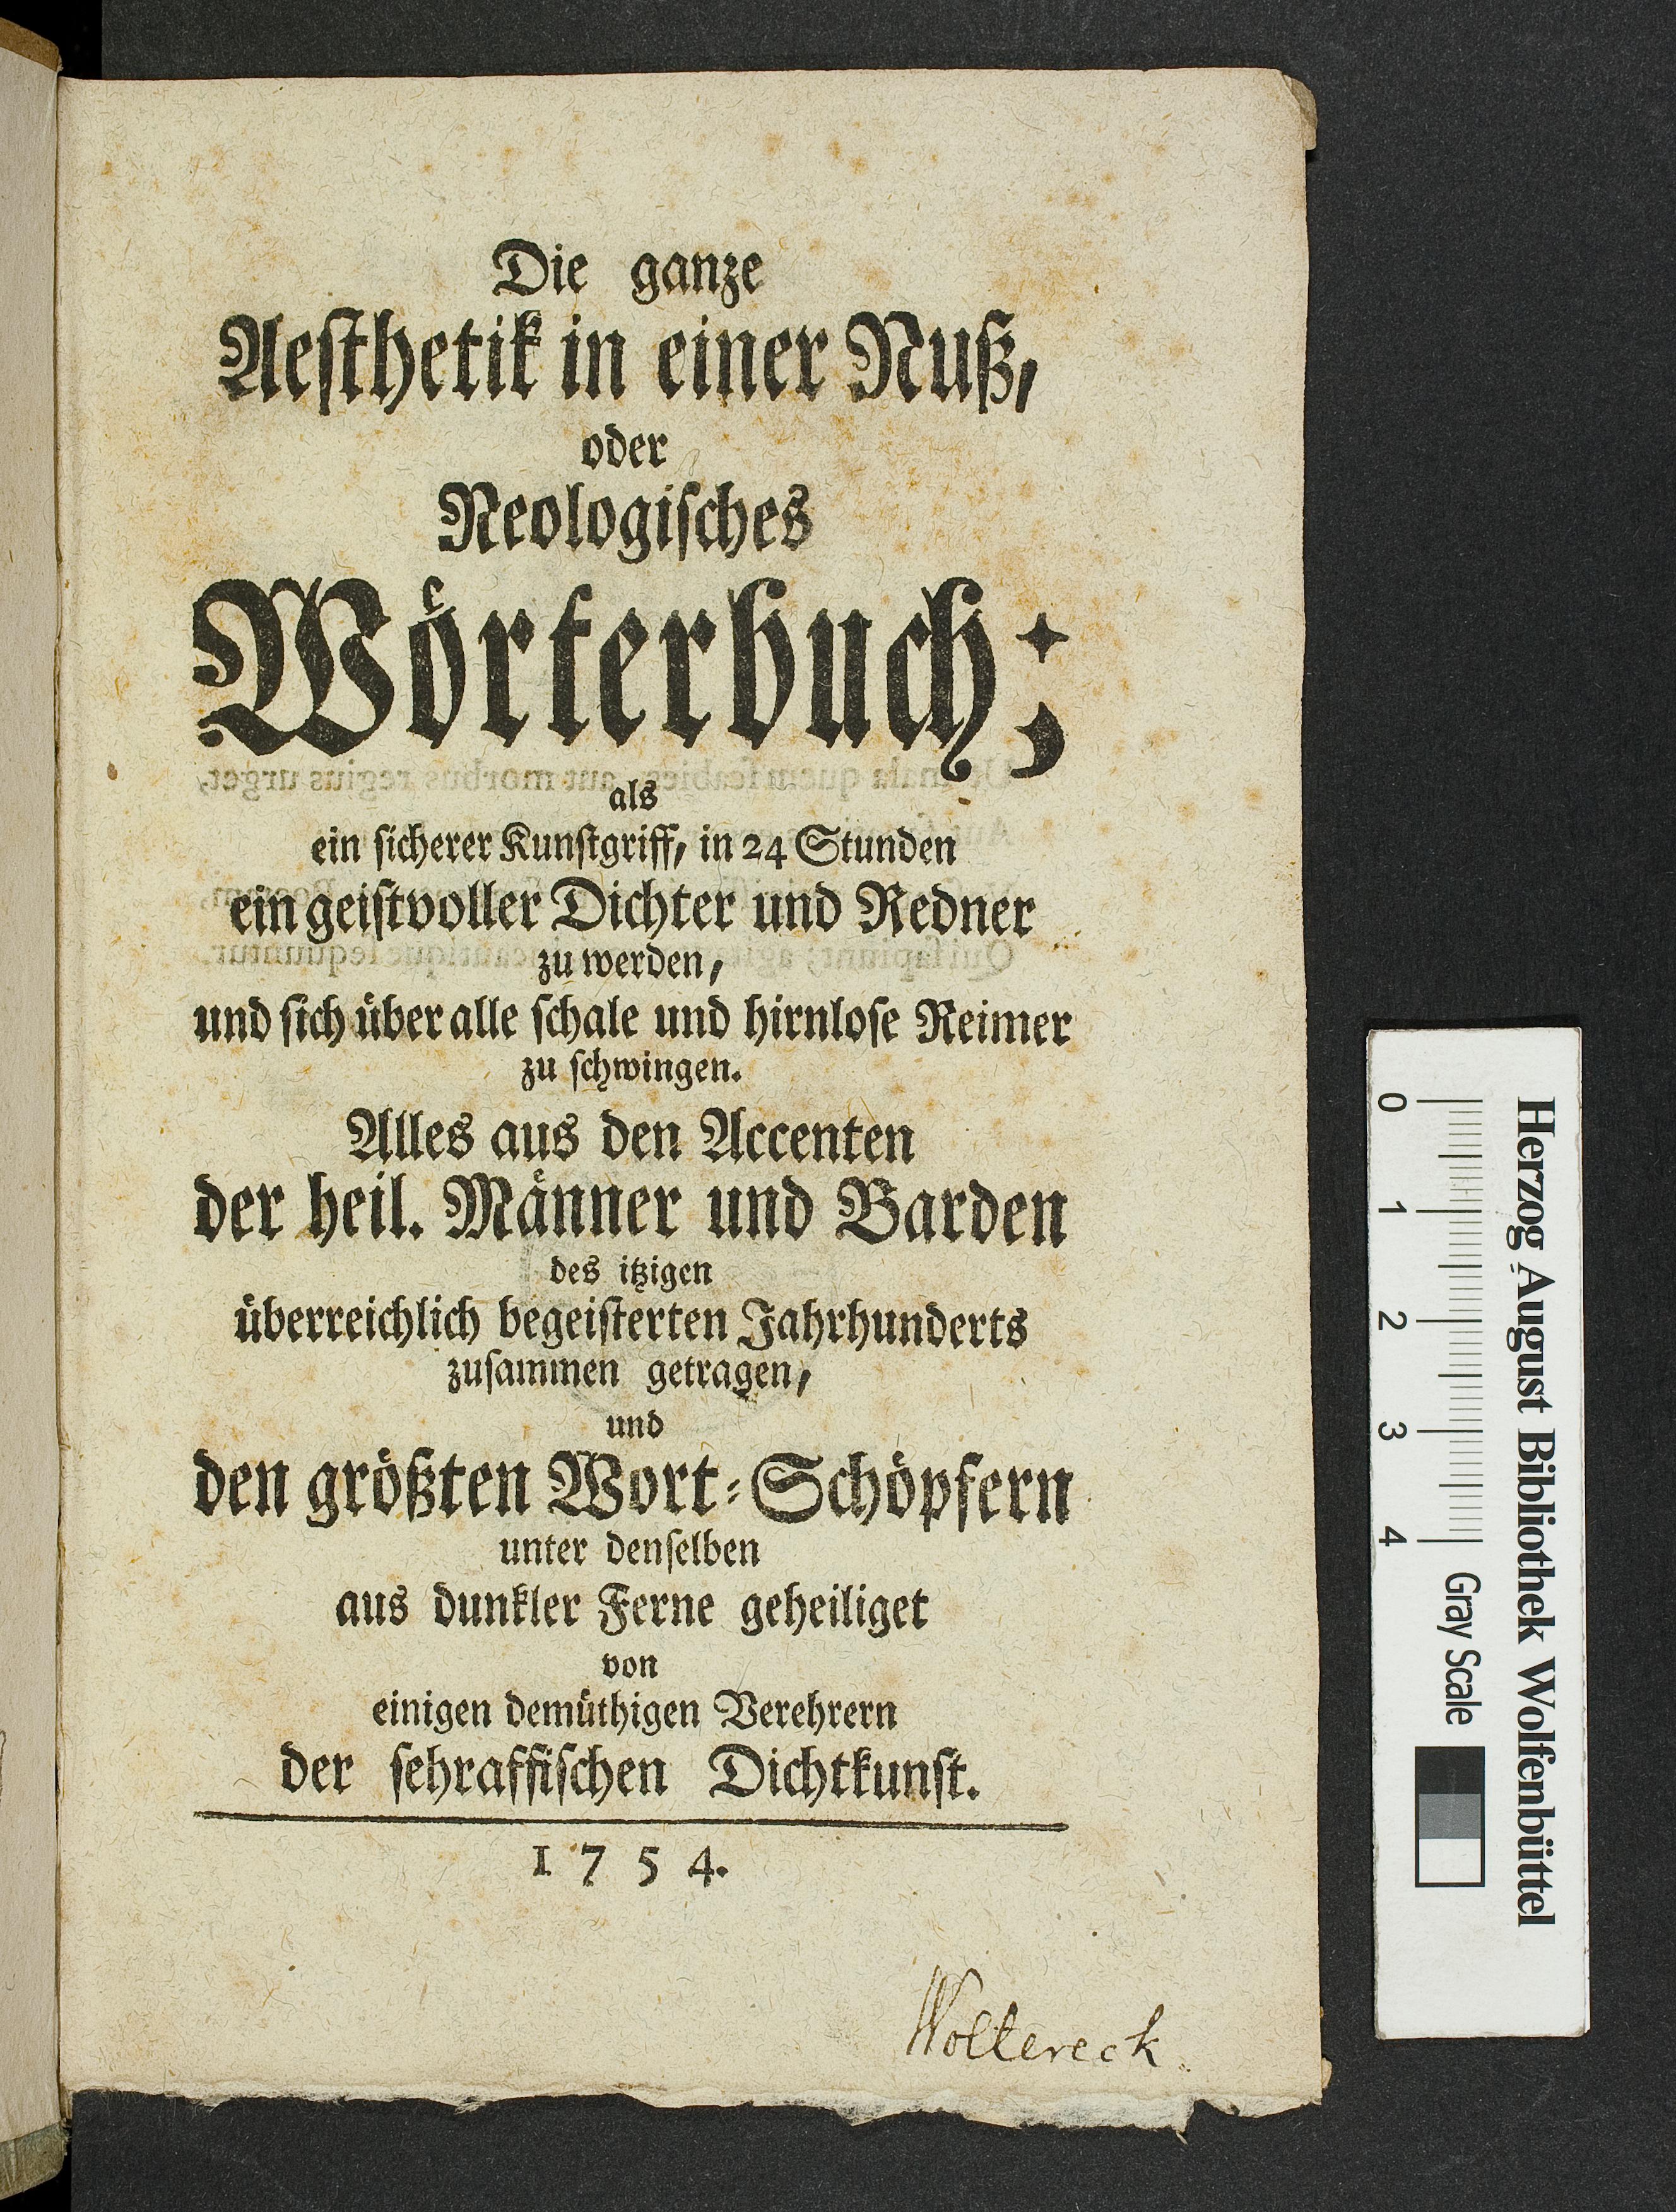 Die ganze
Aesthetik in einer Nuß,
oder
Neologisches
Wörterbuch;
als
ein sicherer Kunstgriff, in 24 Stunden
ein geistvoller Dichter und Redner
zu werden,
und sich über alle schale und hirnlose Reimer
zu schwingen.
Alles aus den Accenten
der heil. Männer und Barden
des itzigen
überreichlich begeisterten Jahrhunderts
zusammen getragen,
und
den größten Wort-Schöpfern
unter denselben
aus dunkler Ferne geheiliget
von
einigen demüthigen Verehrern
der sehraffischen Dichtkunst.
1754.
Woltereck
Herzog August Bibliothek Wolfenbüttel
0 1 2 3 4 Gray Scale